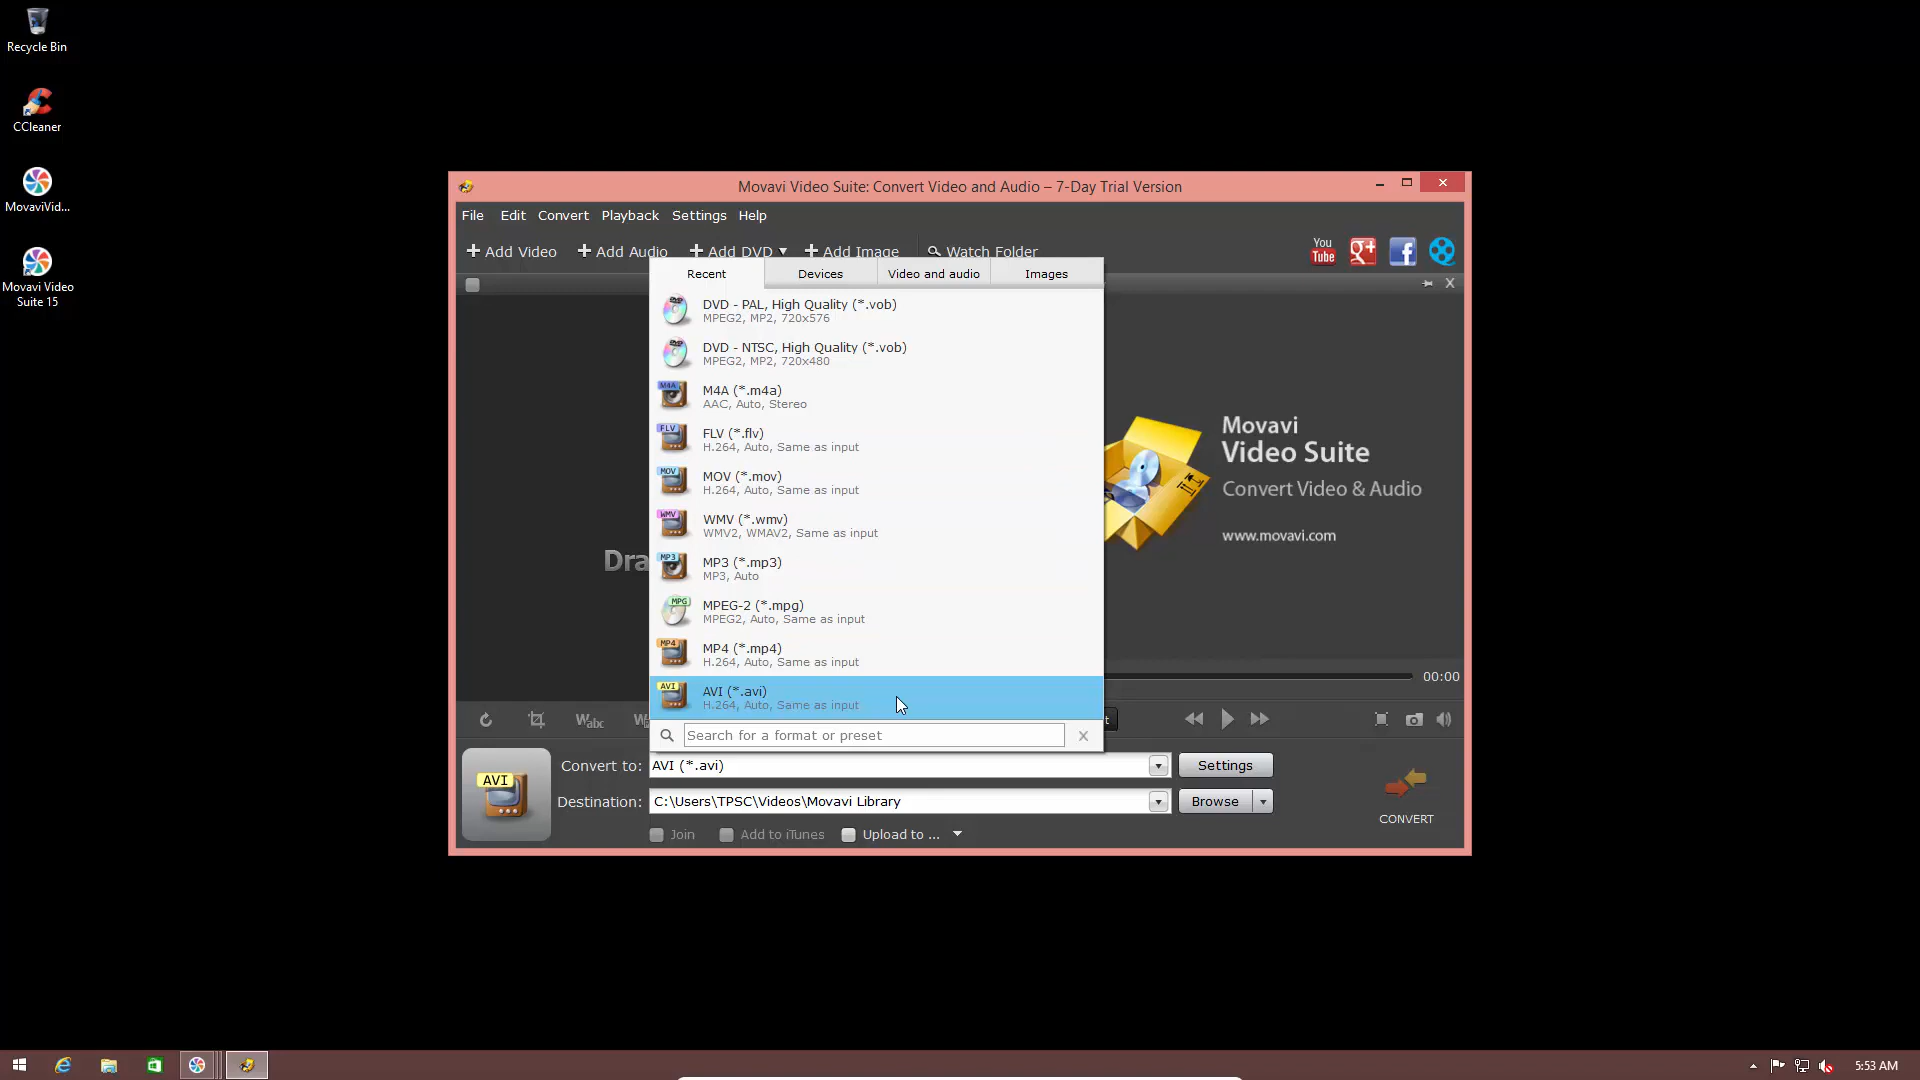 Recycle Bin
CCleaner
MovaviVid...
Movavi Video
Suite 15
Movavi Video Suite: Convert Video and Audio – 7-Day Trial Version
File Edit Convert Playback Settings Help
Add Video Add Audio Add DVD Add Image Watch Folder
You
Tube
Recent Devices Video and audio Images
DVD - PAL, High Quality (*.vob)
MPEG2, MP2, 720x576
DVD - NTSC, High Quality (*.vob)
MPEG2, MP2, 720x480
M4A (*.m4a)
AAC, Auto, Stereo
FLV (*.flv)
H.264, Auto, Same as input
MOV (*.mov)
H.264, Auto, Same as input
WMV (*.wmv)
WMV2, WMAV2, Same as input
MP3 (*.mp3)
MP3, Auto
MPEG-2 (*.mpg)
MPEG2, Auto, Same as input
MP4 (*.mp4)
H.264, Auto, Same as input
AVI (*.avi)
H.264, Auto, Same as input
Search for a format or preset
Dra
Movavi
Video Suite
Convert Video & Audio
www.movavi.com
00:00
Wabc
AVI
Convert to: AVI (*.avi) Settings
Destination: C:\Users\TPSC\Videos\Movavi Library Browse
CONVERT
Join Add to iTunes Upload to ...
5:53 AM